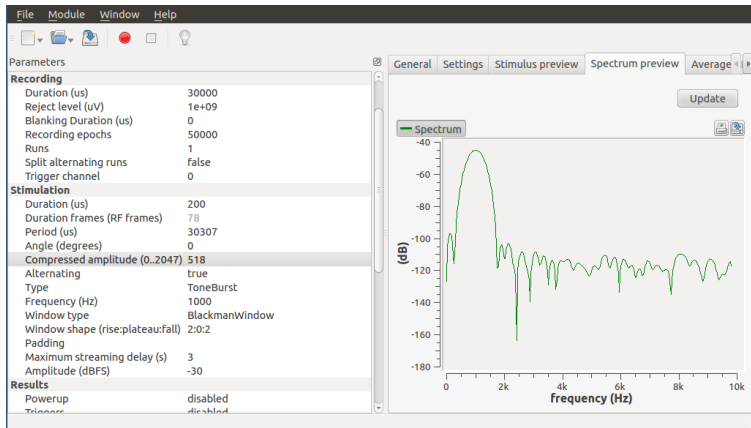 File Module Window Help
Parameters
Recording
Duration (us) 30000
Reject level (uV) 1e+09
Blanking Duration (us) 0
Recording epochs 50000
Runs 1
Split alternating runs false
Trigger channel 0
Stimulation
Duration (us) 200
Duration frames (RF frames) 78
Period (us) 30307
Angle (degrees) 0
Compressed amplitude (0..2047) 518
Alternating true
Type ToneBurst
Frequency (Hz) 1000
Window type BlackmanWindow
Window shape (rise:plateau:fall) 2:0:2
Padding
Maximum streaming delay (s) 3
Amplitude (dBFS) -30
Results
Powerup disabled
Triggers disabled
General Settings Stimulus preview Spectrum preview Average
Update
Spectrum
-40
-60
-80
-100
-120
-140
-160
-180
(dB)
0 2k 4k 6k 8k 10k
frequency (Hz)